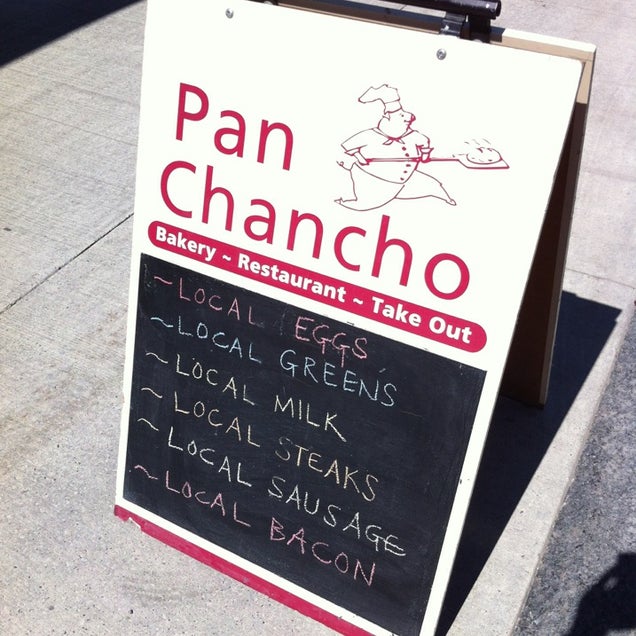 Pan
Chancho
Bakery ~ Restaurant ~ Take Out
~LOCAL EGGS
~LOCAL GREENS
~LOCAL MILK
~LOCAL STEAKS
~LOCAL SAUSAGE
~LOCAL BACON